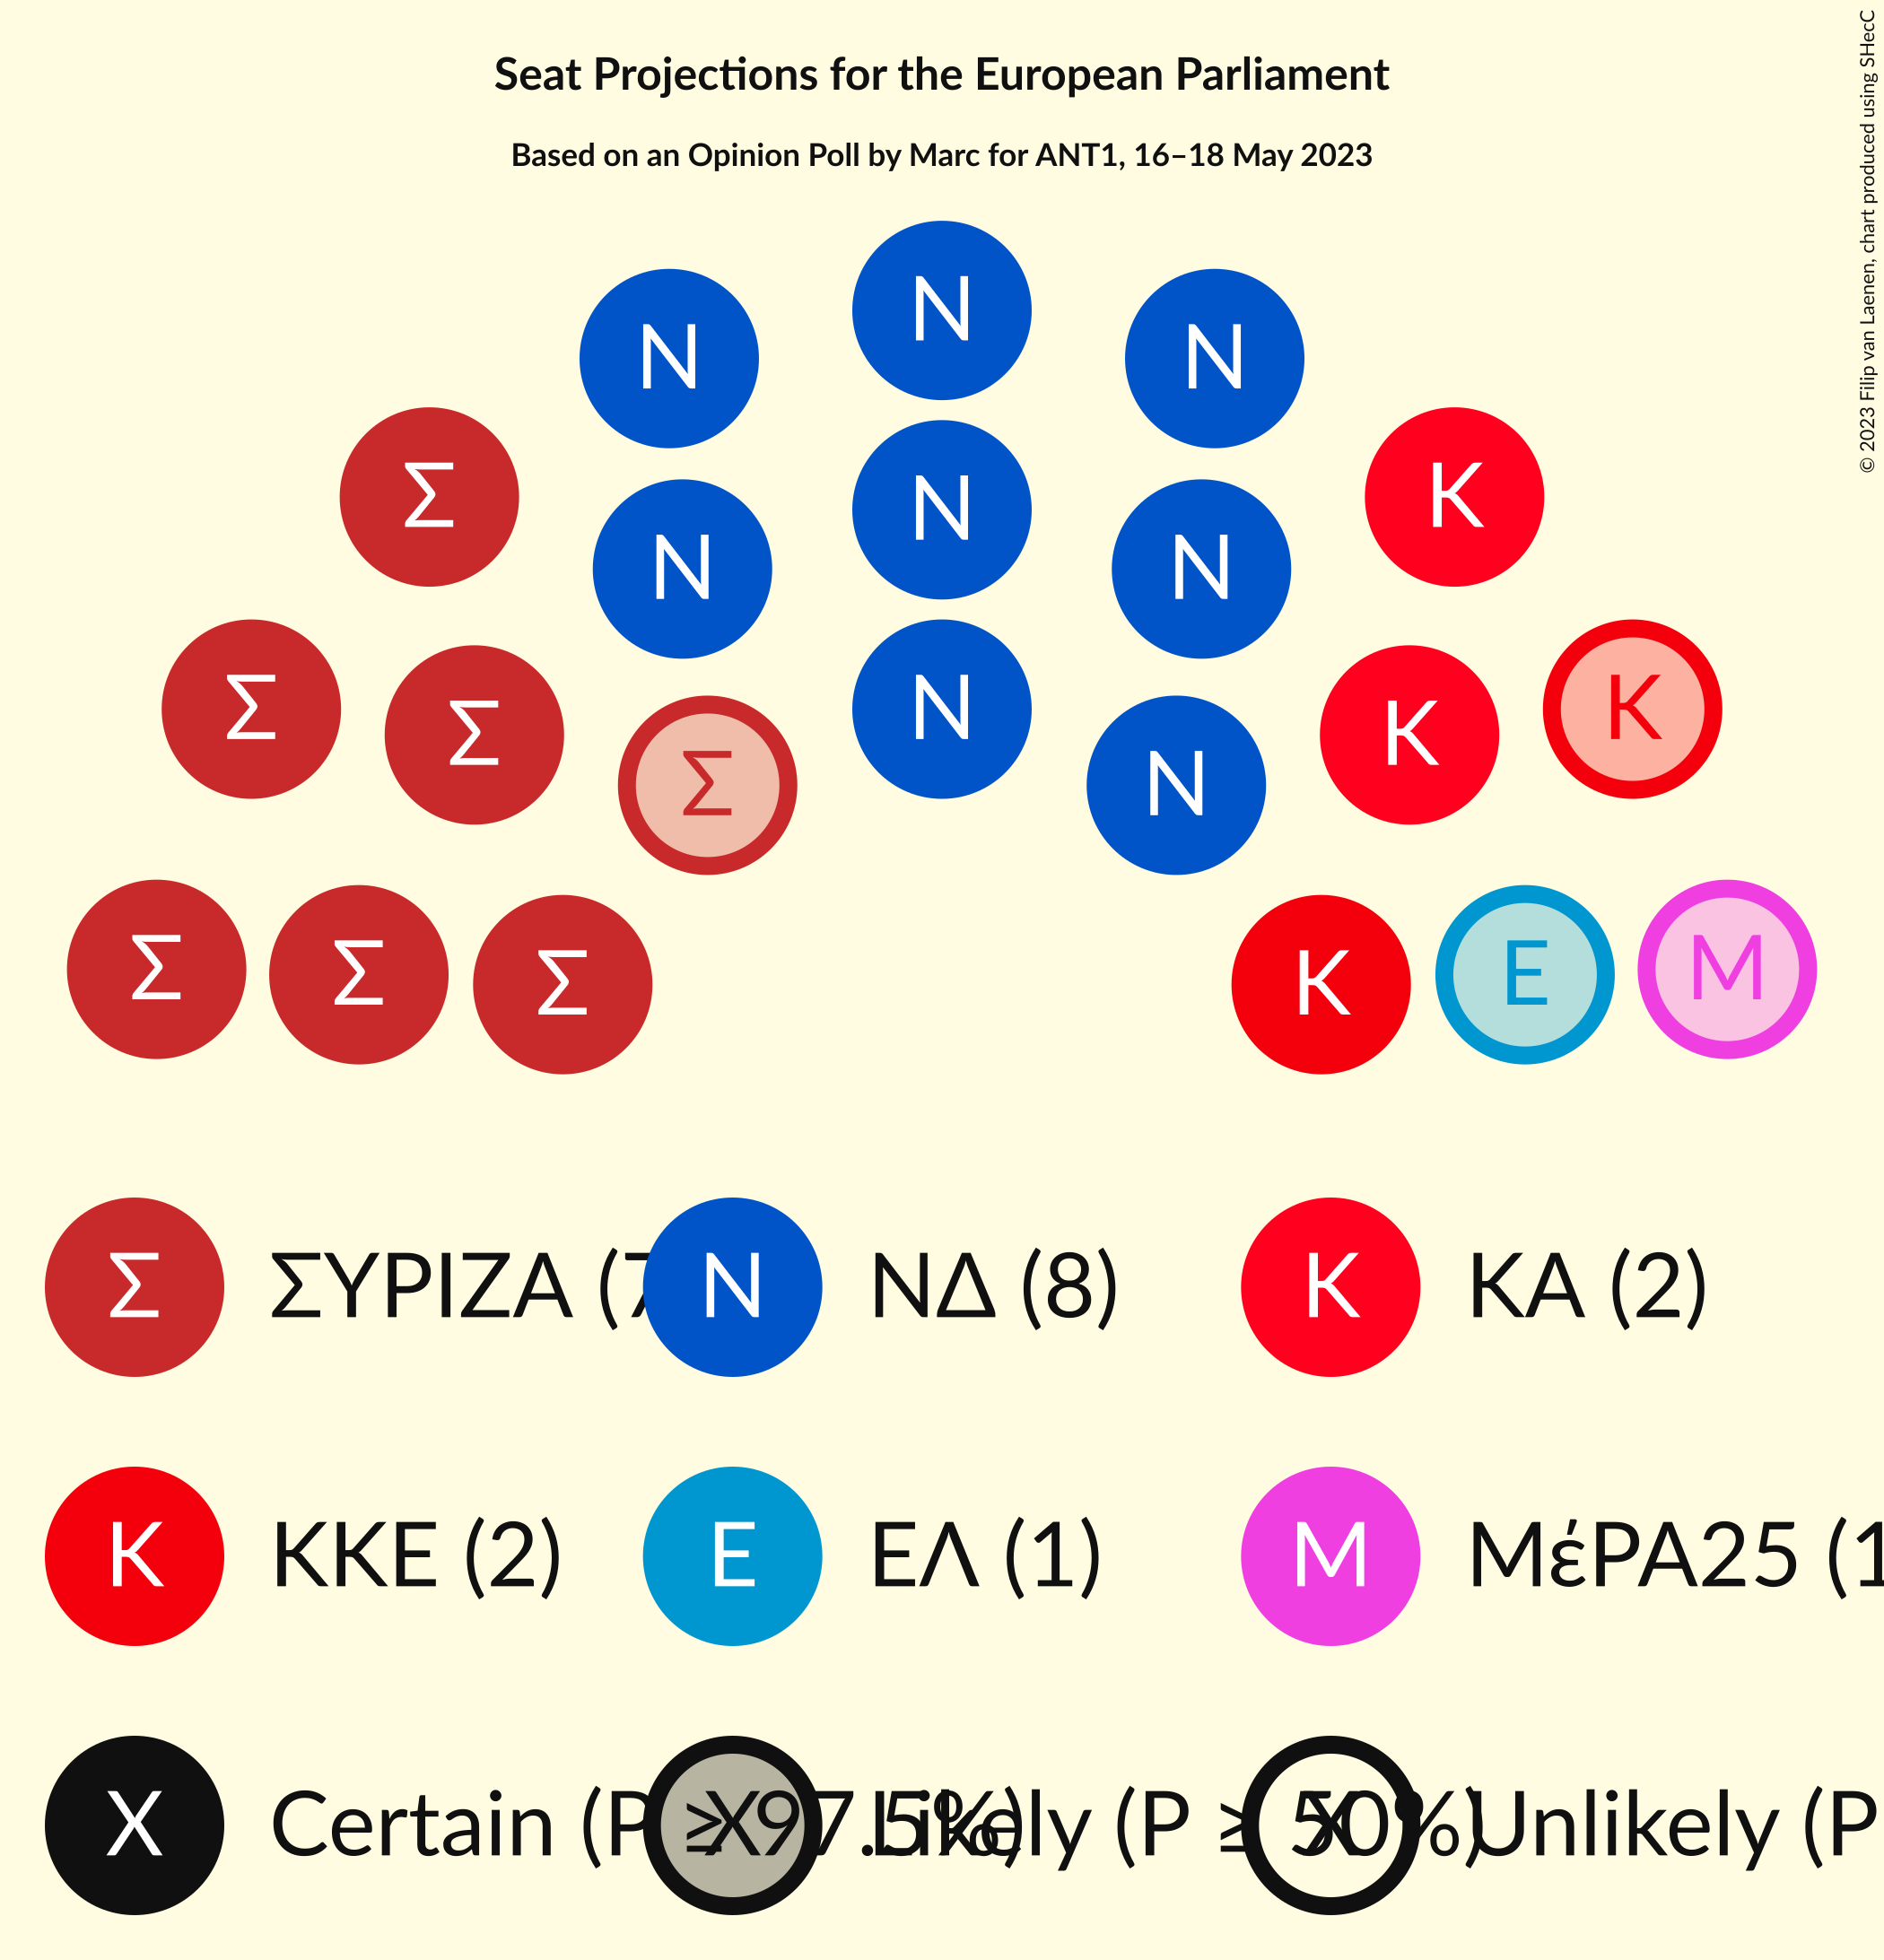 Seat Projections for the European Parliament
Based on an Opinion Poll by Marc for ANT1, 16–18 May 2023
© 2023 Filip van Laenen, chart produced using SHecC
N
N N
Σ N K
N N
Σ N K
Σ K
Σ N
Σ K M
Σ E
Σ K
Σ ΣΥΡΙΖΑ (7 N ΝΔ (8) K ΚΑ (2)
K ΚΚΕ (2) E ΕΛ (1) M ΜέΡΑ25 (1
X Certain (P ≥ 97.5%) X Likely (P ≥ 50%) X Unlikely (P